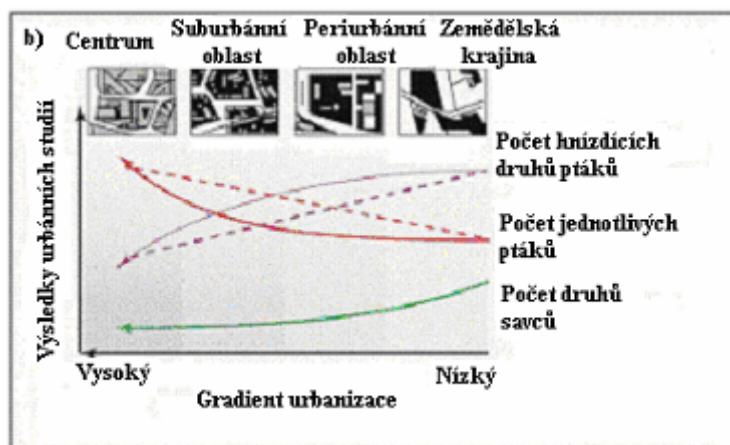 b)
Centrum
Suburbánní
oblast
Periurbánní
oblast
Zemědělská
krajina
Výsledky urbánních studií
Počet hnízdících
druhů ptáků
Počet jednotlivých
ptáků
Počet druhů
savců
Vysoký
Nízký
Gradient urbanizace